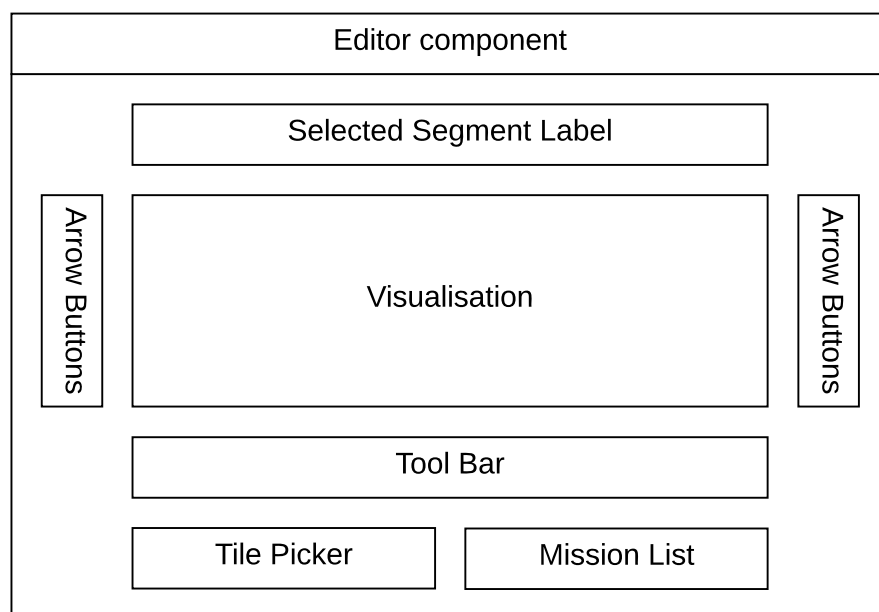 Editor component
Selected Segment Label
Arrow Buttons
Visualisation
Arrow Buttons
Tool Bar
Tile Picker
Mission List